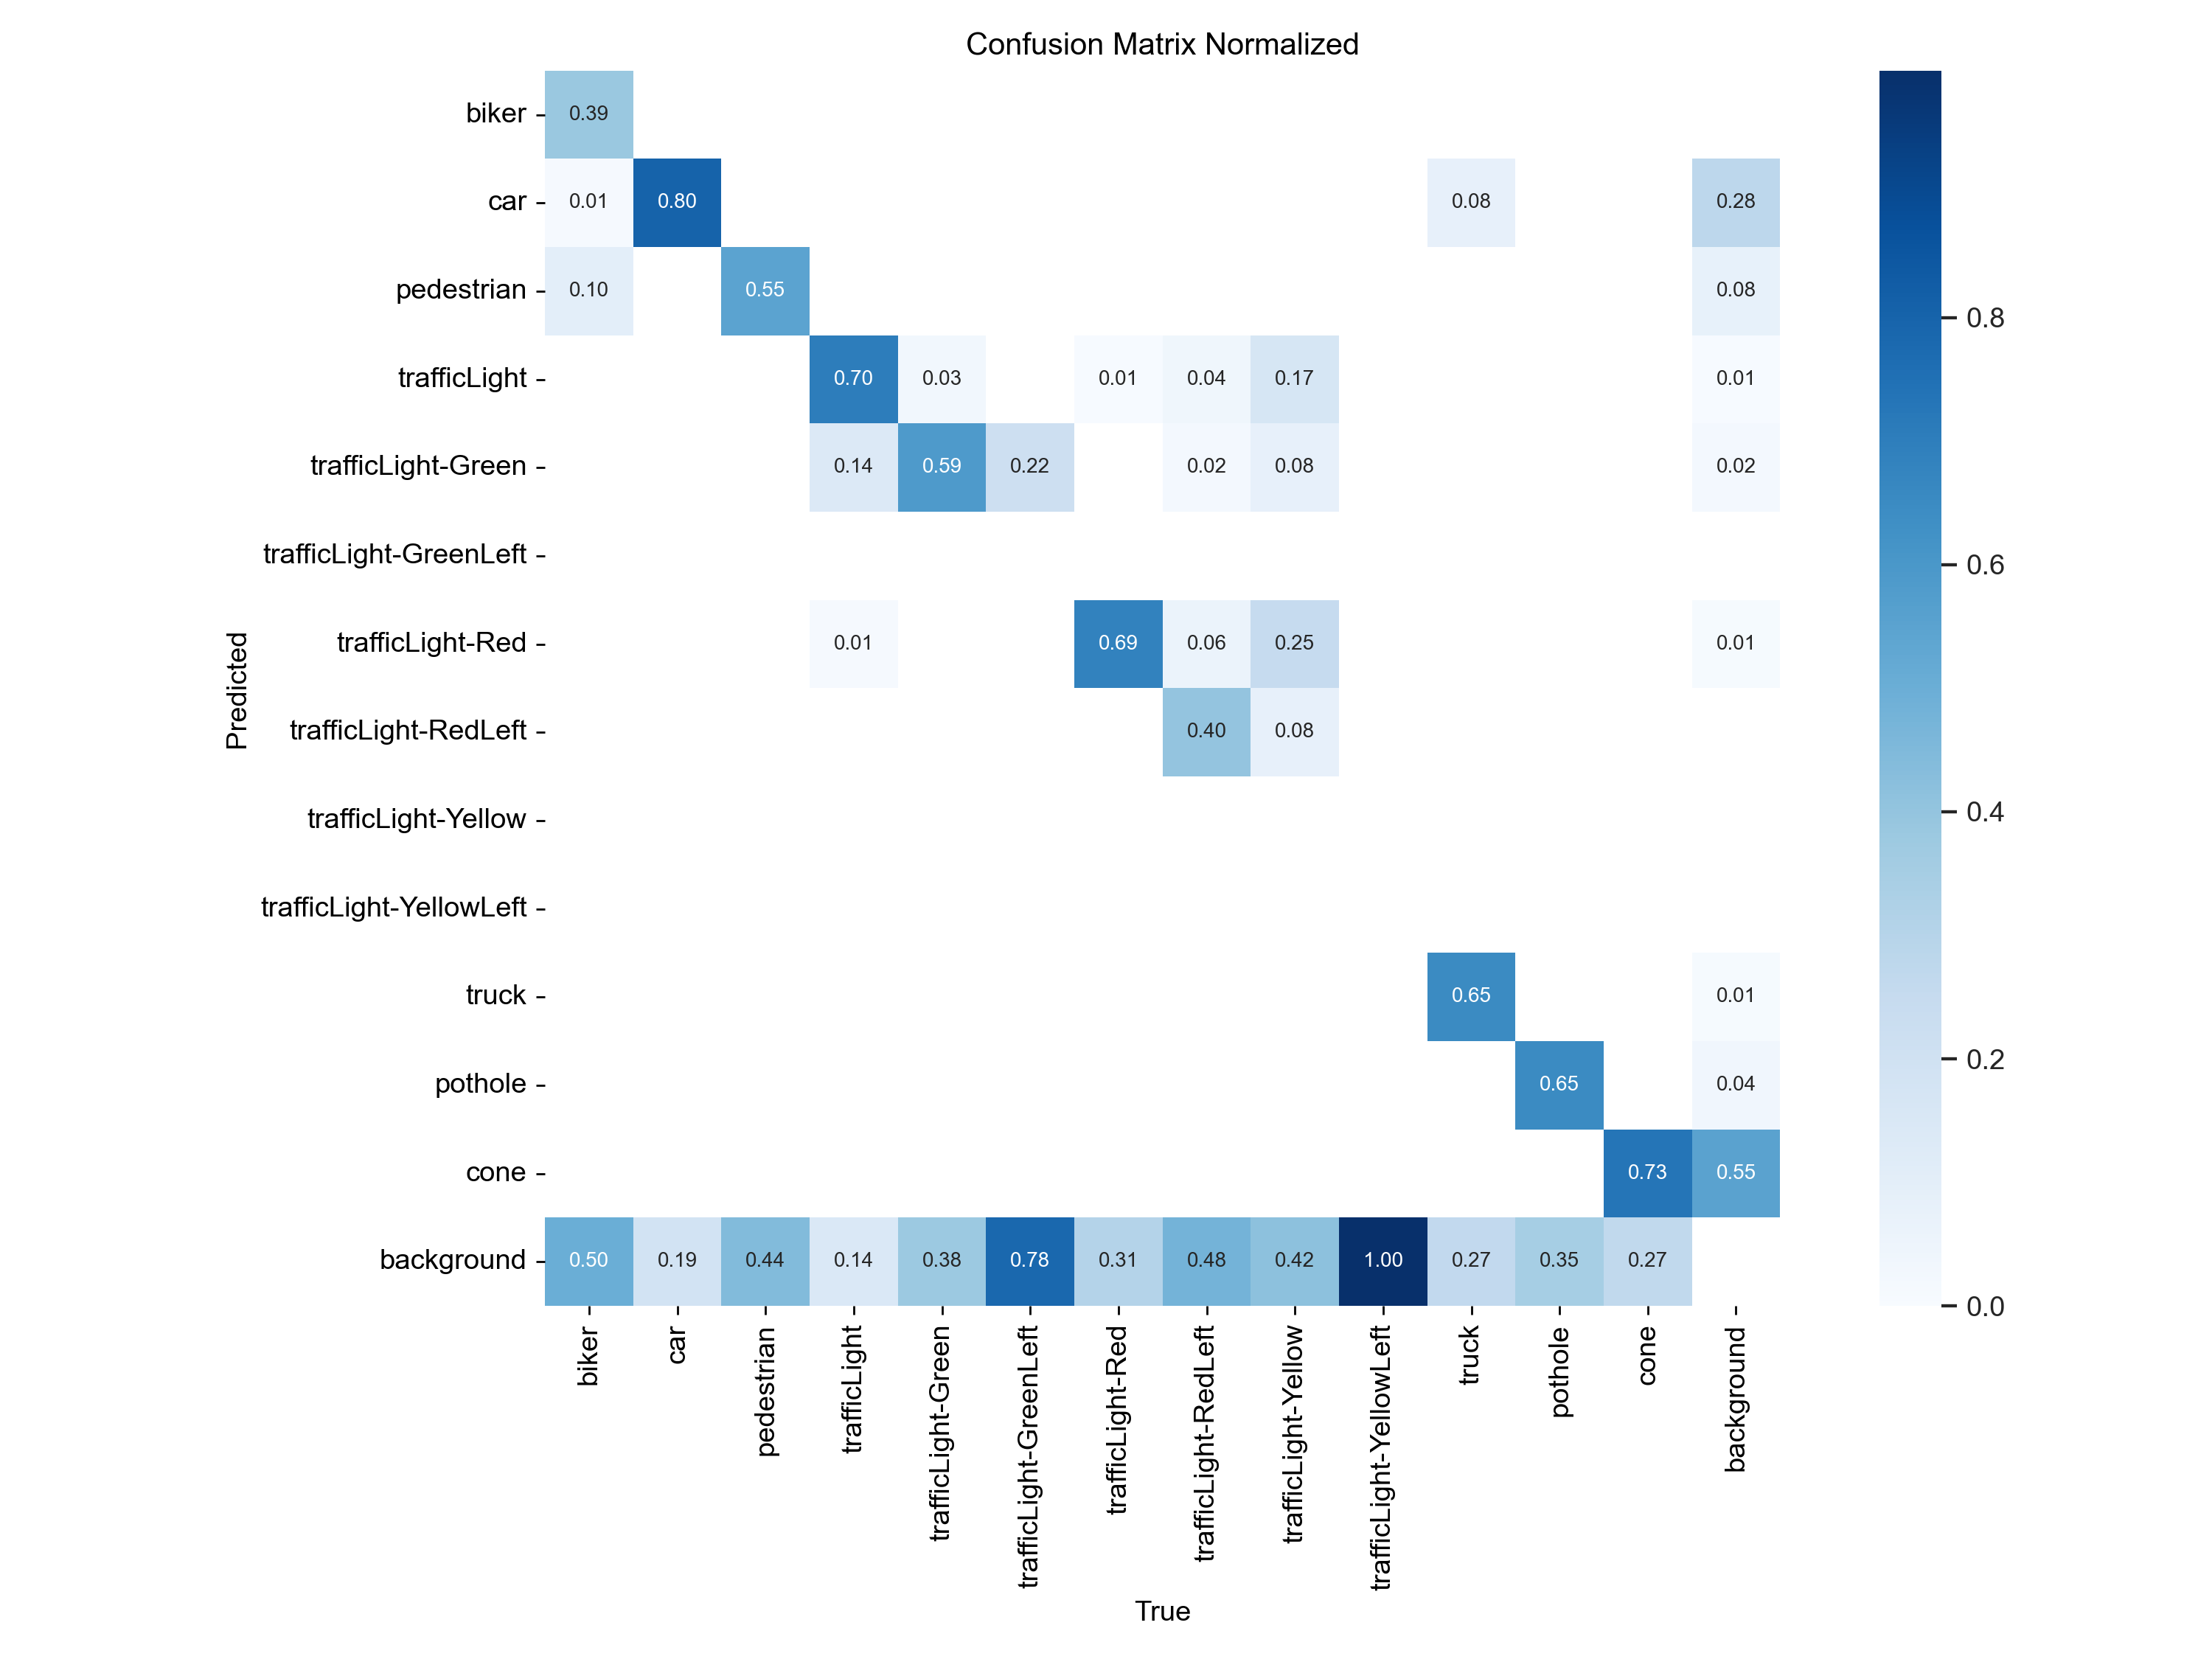 Confusion Matrix Normalized
biker 0.39
car 0.01 0.80 0.08 0.28
pedestrian 0.10 0.55 0.08
trafficLight 0.70 0.03 0.01 0.04 0.17 0.01
trafficLight-Green 0.14 0.59 0.22 0.02 0.08 0.02
trafficLight-GreenLeft
trafficLight-Red 0.01 0.69 0.06 0.25 0.01
trafficLight-RedLeft 0.40 0.08
trafficLight-Yellow
trafficLight-YellowLeft
truck 0.65 0.01
pothole 0.65 0.04
cone 0.73 0.55
background 0.50 0.19 0.44 0.14 0.38 0.78 0.31 0.48 0.42 1.00 0.27 0.35 0.27
Predicted
biker
car
pedestrian
trafficLight
trafficLight-Green
trafficLight-GreenLeft
trafficLight-Red
trafficLight-RedLeft
trafficLight-Yellow
trafficLight-YellowLeft
truck
pothole
cone
background
True
0.8
0.6
0.4
0.2
0.0